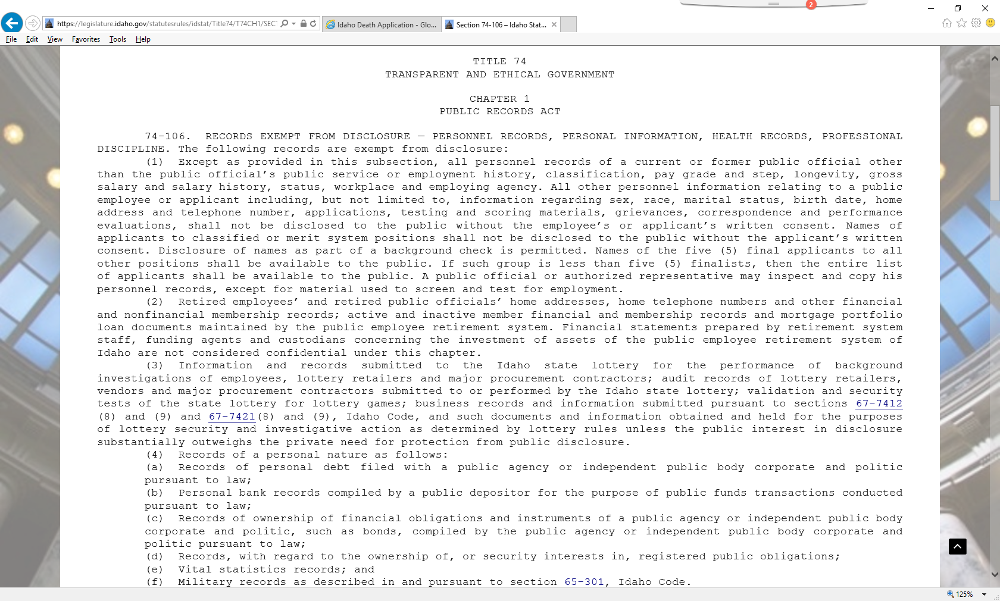 2
https://legislature.idaho.gov/statutesrules/idstat/Title74/T74CH1/SECT
Idaho Death Application - Glo...
Section 74-106 – Idaho Stat...
File Edit View Favorites Tools Help
TITLE 74
TRANSPARENT AND ETHICAL GOVERNMENT
CHAPTER 1
PUBLIC RECORDS ACT
74-106. RECORDS EXEMPT FROM DISCLOSURE — PERSONNEL RECORDS, PERSONAL INFORMATION, HEALTH RECORDS, PROFESSIONAL
DISCIPLINE. The following records are exempt from disclosure:
(1) Except as provided in this subsection, all personnel records of a current or former public official other
than the public official’s public service or employment history, classification, pay grade and step, longevity, gross
salary and salary history, status, workplace and employing agency. All other personnel information relating to a public
employee or applicant including, but not limited to, information regarding sex, race, marital status, birth date, home
address and telephone number, applications, testing and scoring materials, grievances, correspondence and performance
evaluations, shall not be disclosed to the public without the employee’s or applicant’s written consent. Names of
applicants to classified or merit system positions shall not be disclosed to the public without the applicant’s written
consent. Disclosure of names as part of a background check is permitted. Names of the five (5) final applicants to all
other positions shall be available to the public. If such group is less than five (5) finalists, then the entire list
of applicants shall be available to the public. A public official or authorized representative may inspect and copy his
personnel records, except for material used to screen and test for employment.
(2) Retired employees’ and retired public officials’ home addresses, home telephone numbers and other financial
and nonfinancial membership records; active and inactive member financial and membership records and mortgage portfolio
loan documents maintained by the public employee retirement system. Financial statements prepared by retirement system
staff, funding agents and custodians concerning the investment of assets of the public employee retirement system of
Idaho are not considered confidential under this chapter.
(3) Information and records submitted to the Idaho state lottery for the performance of background
investigations of employees, lottery retailers and major procurement contractors; audit records of lottery retailers,
vendors and major procurement contractors submitted to or performed by the Idaho state lottery; validation and security
tests of the state lottery for lottery games; business records and information submitted pursuant to sections 67-7412
(8) and (9) and 67-7421(8) and (9), Idaho Code, and such documents and information obtained and held for the purposes
of lottery security and investigative action as determined by lottery rules unless the public interest in disclosure
substantially outweighs the private need for protection from public disclosure.
(4) Records of a personal nature as follows:
(a) Records of personal debt filed with a public agency or independent public body corporate and politic
pursuant to law;
(b) Personal bank records compiled by a public depositor for the purpose of public funds transactions conducted
pursuant to law;
(c) Records of ownership of financial obligations and instruments of a public agency or independent public body
corporate and politic, such as bonds, compiled by the public agency or independent public body corporate and
politic pursuant to law;
(d) Records, with regard to the ownership of, or security interests in, registered public obligations;
(e) Vital statistics records; and
(f) Military records as described in and pursuant to section 65-301, Idaho Code.
125%